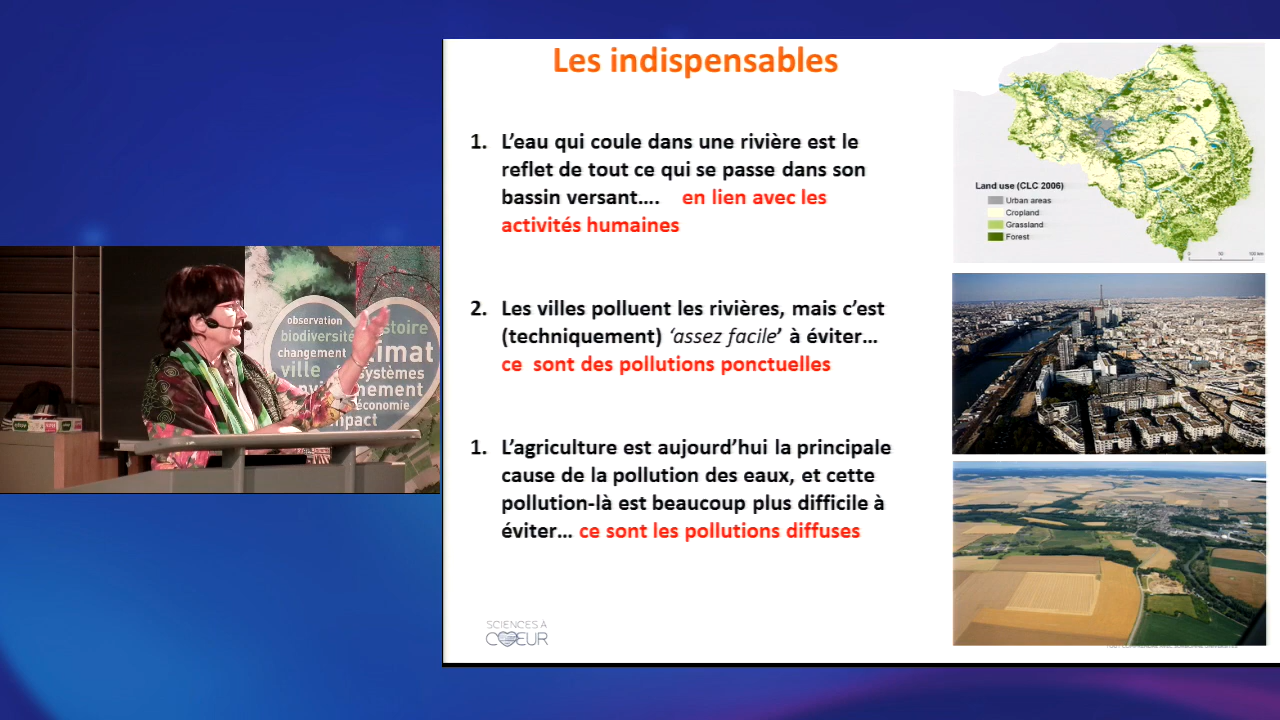 Les indispensables
1. L'eau qui coule dans une rivière est le
reflet de tout ce qui se passe dans son
bassin versant…. en lien avec les
activités humaines
2. Les villes polluent les rivières, mais c'est
(techniquement) ‘assez facile’ à éviter…
ce sont des pollutions ponctuelles
1. L'agriculture est aujourd'hui la principale
cause de la pollution des eaux, et cette
pollution-là est beaucoup plus difficile à
éviter… ce sont les pollutions diffuses
SCIENCES À
CŒUR
Land use (CLC 2006)
Urban areas
Cropland
Grassland
Forest
observation
biodiversité
changement
ville
climat
systèmes
économie